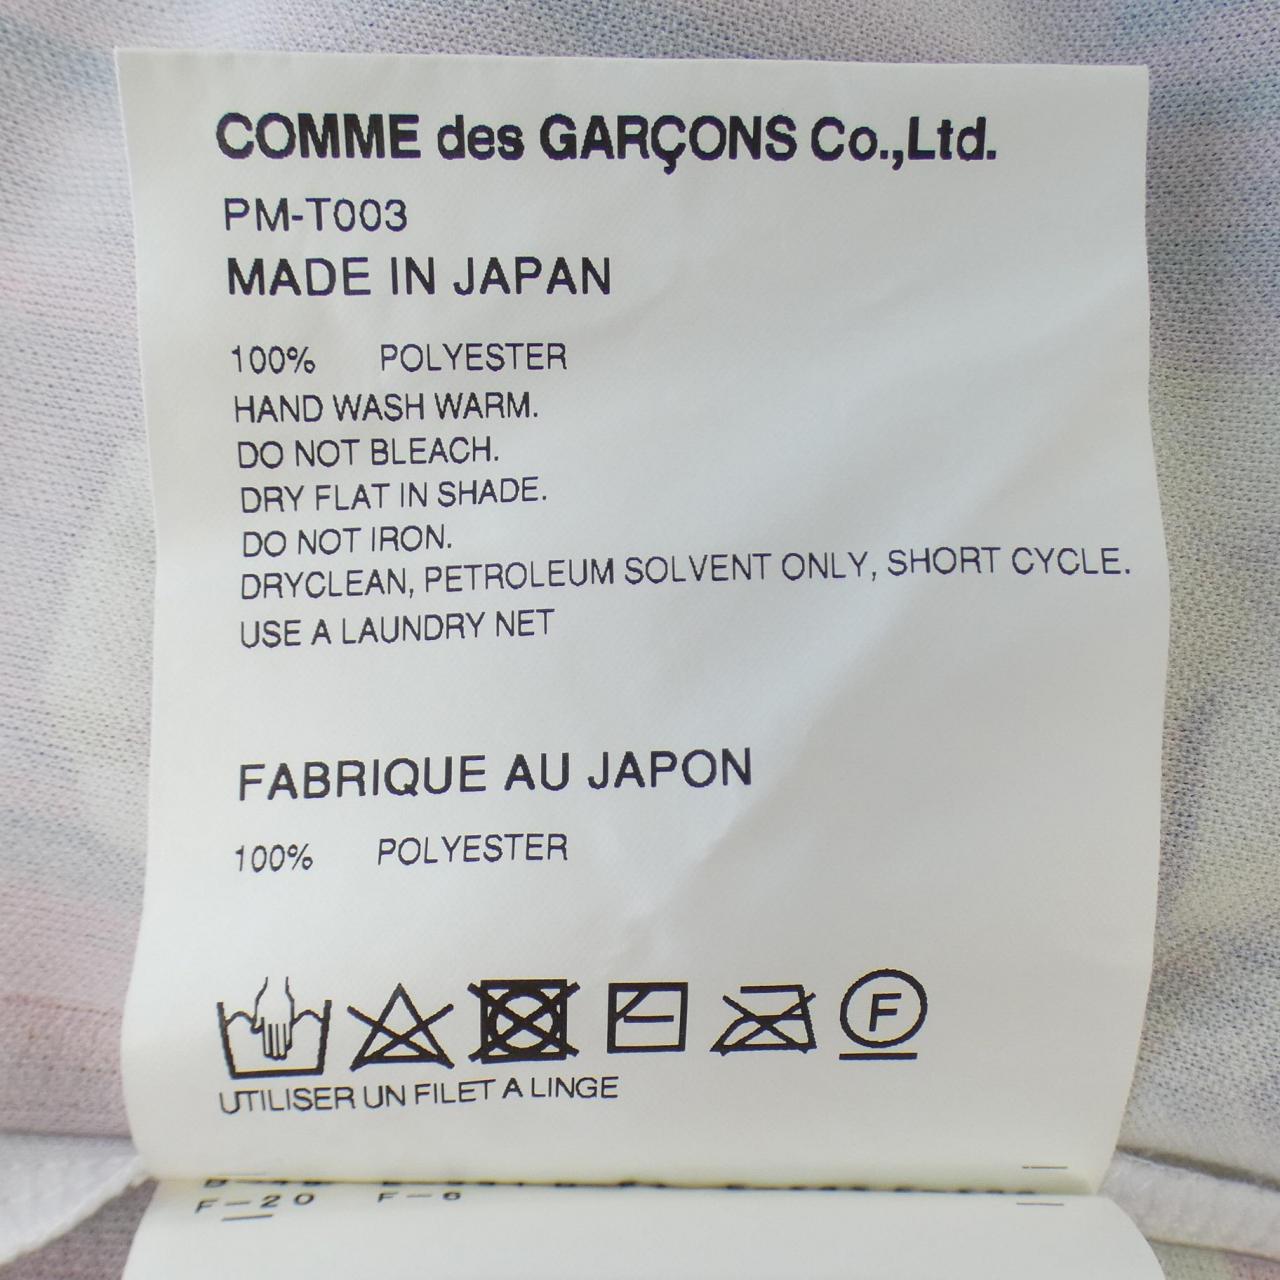 COMME des GARÇONS Co.,Ltd.
PM-T003
MADE IN JAPAN
100% POLYESTER
HAND WASH WARM.
DO NOT BLEACH.
DRY FLAT IN SHADE.
DO NOT IRON.
DRYCLEAN, PETROLEUM SOLVENT ONLY, SHORT CYCLE.
USE A LAUNDRY NET
FABRIQUE AU JAPON
100% POLYESTER
F
UTILISER UN FILET A LINGE
F-20 F-6